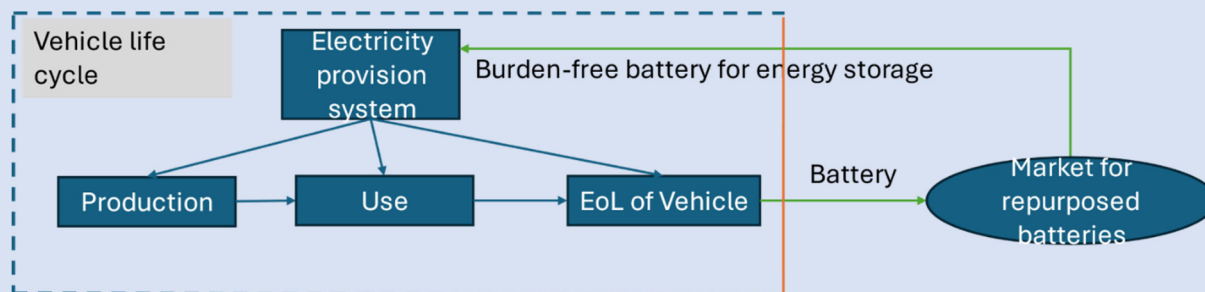 Vehicle life
cycle
Electricity
provision
system
Burden-free battery for energy storage
Production
Use
EoL of Vehicle
Battery
Market for
repurposed
batteries